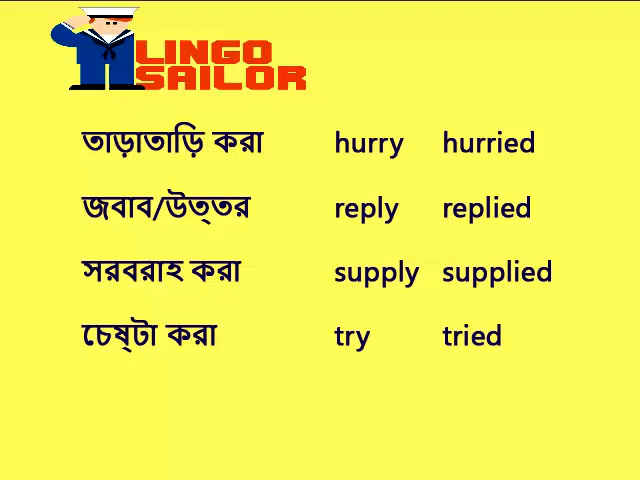 LINGO
SAILOR
তাড়াতাড়ি করা hurry hurried
জবাব/উত্তর reply replied
সরবরাহ করা supply supplied
চেষ্টা করা try tried